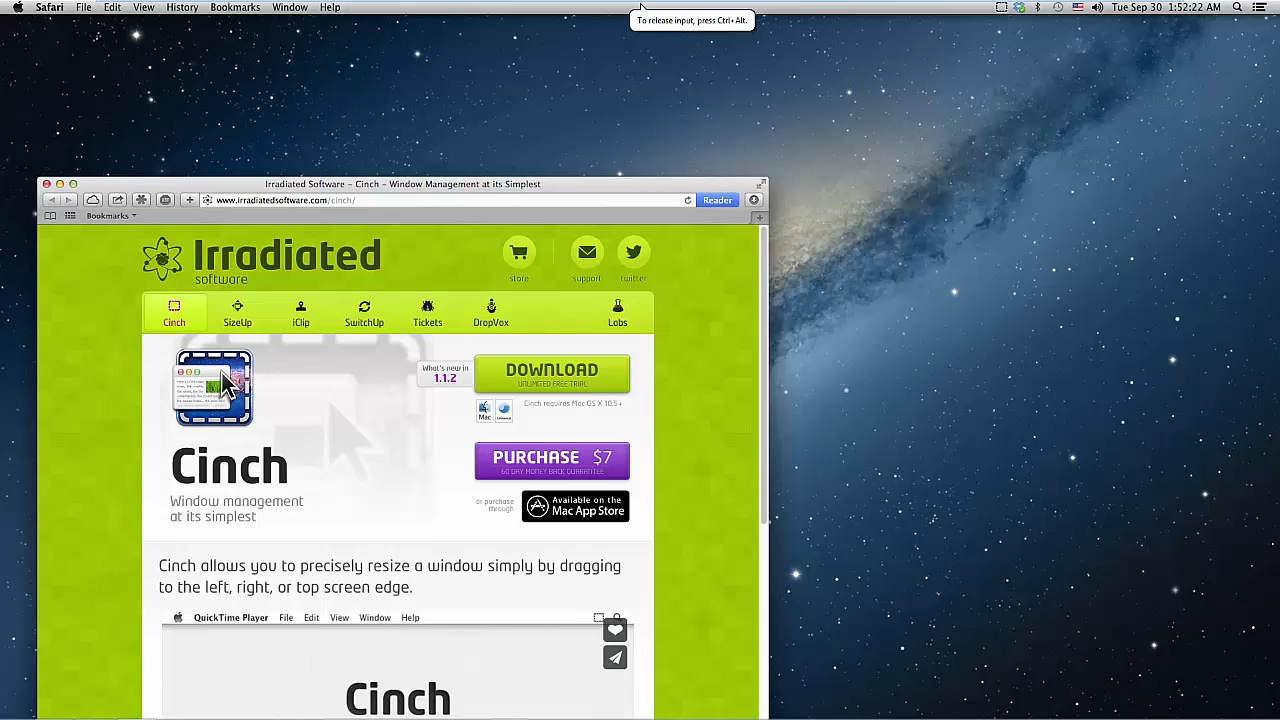 Safari File Edit View History Bookmarks Window Help
Tue Sep 30 1:52:22 AM
To release input, press Ctrl+Alt.
Irradiated Software – Cinch – Window Management at its Simplest
www.irradiatedsoftware.com/cinch/
Reader
Bookmarks
Irradiated
software
store
support
twitter
Cinch SizeUp iClip SwitchUp Tickets DropVox Labs
What's new in
1.1.2
DOWNLOAD
UNLIMITED FREE TRIAL
Mac
Universal
Cinch requires Mac OS X 10.5+
Cinch
Window management
at its simplest
PURCHASE $7
60 DAY MONEY BACK GUARANTEE
or purchase
through
Available on the
Mac App Store
Cinch allows you to precisely resize a window simply by dragging
to the left, right, or top screen edge.
QuickTime Player File Edit View Window Help
Cinch